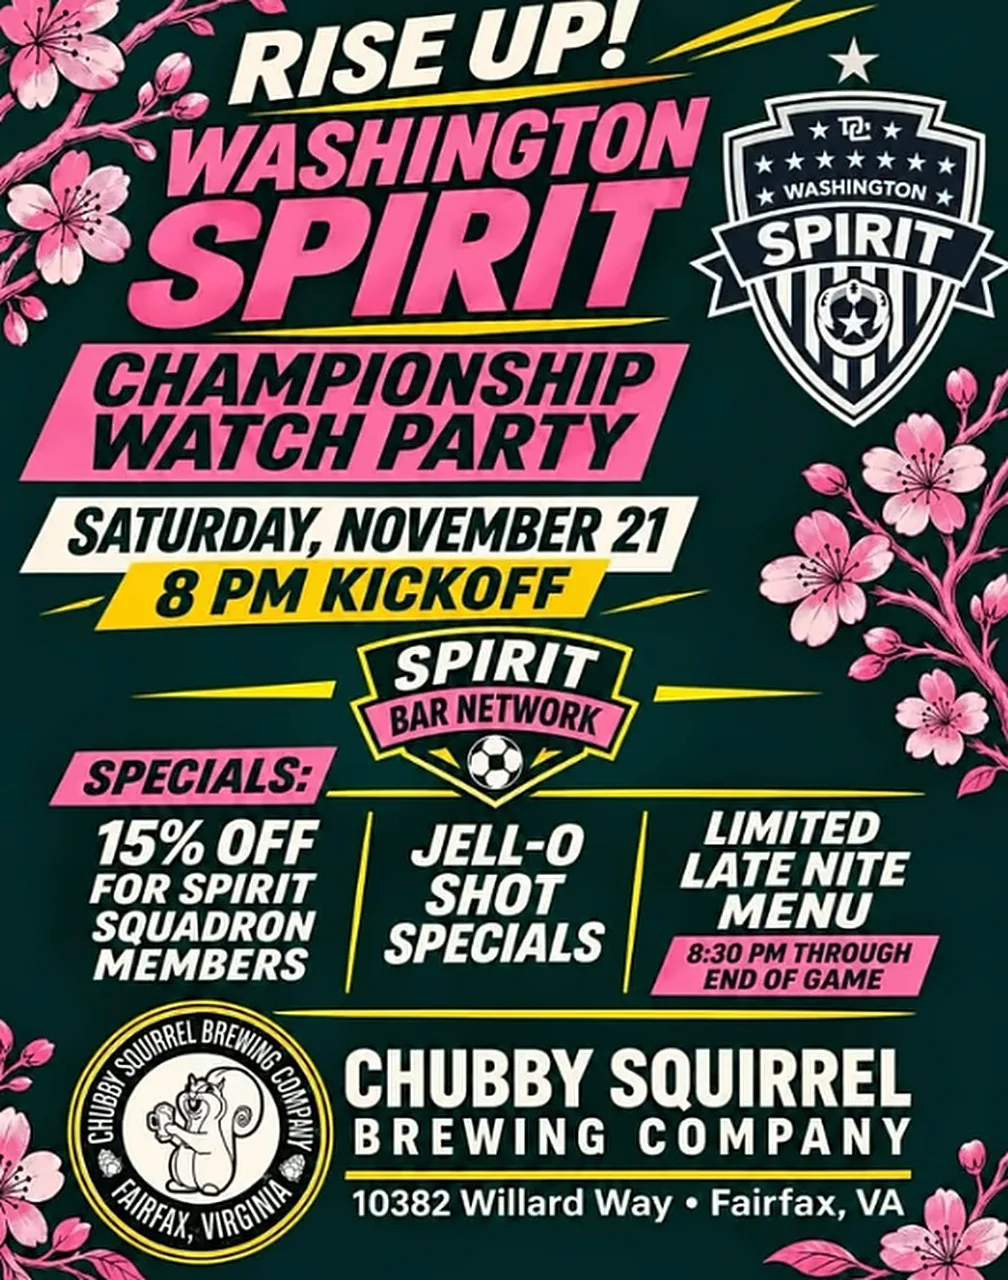 RISE UP!
WASHINGTON
SPIRIT
DC
WASHINGTON
SPIRIT
CHAMPIONSHIP
WATCH PARTY
SATURDAY, NOVEMBER 21
8 PM KICKOFF
SPIRIT
BAR NETWORK
SPECIALS:
15% OFF
FOR SPIRIT
SQUADRON
MEMBERS
JELL-O
SHOT
SPECIALS
LIMITED
LATE NITE
MENU
8:30 PM THROUGH
END OF GAME
CHUBBY SQUIRREL BREWING COMPANY
FAIRFAX, VIRGINIA
CHUBBY SQUIRREL
BREWING COMPANY
10382 Willard Way • Fairfax, VA